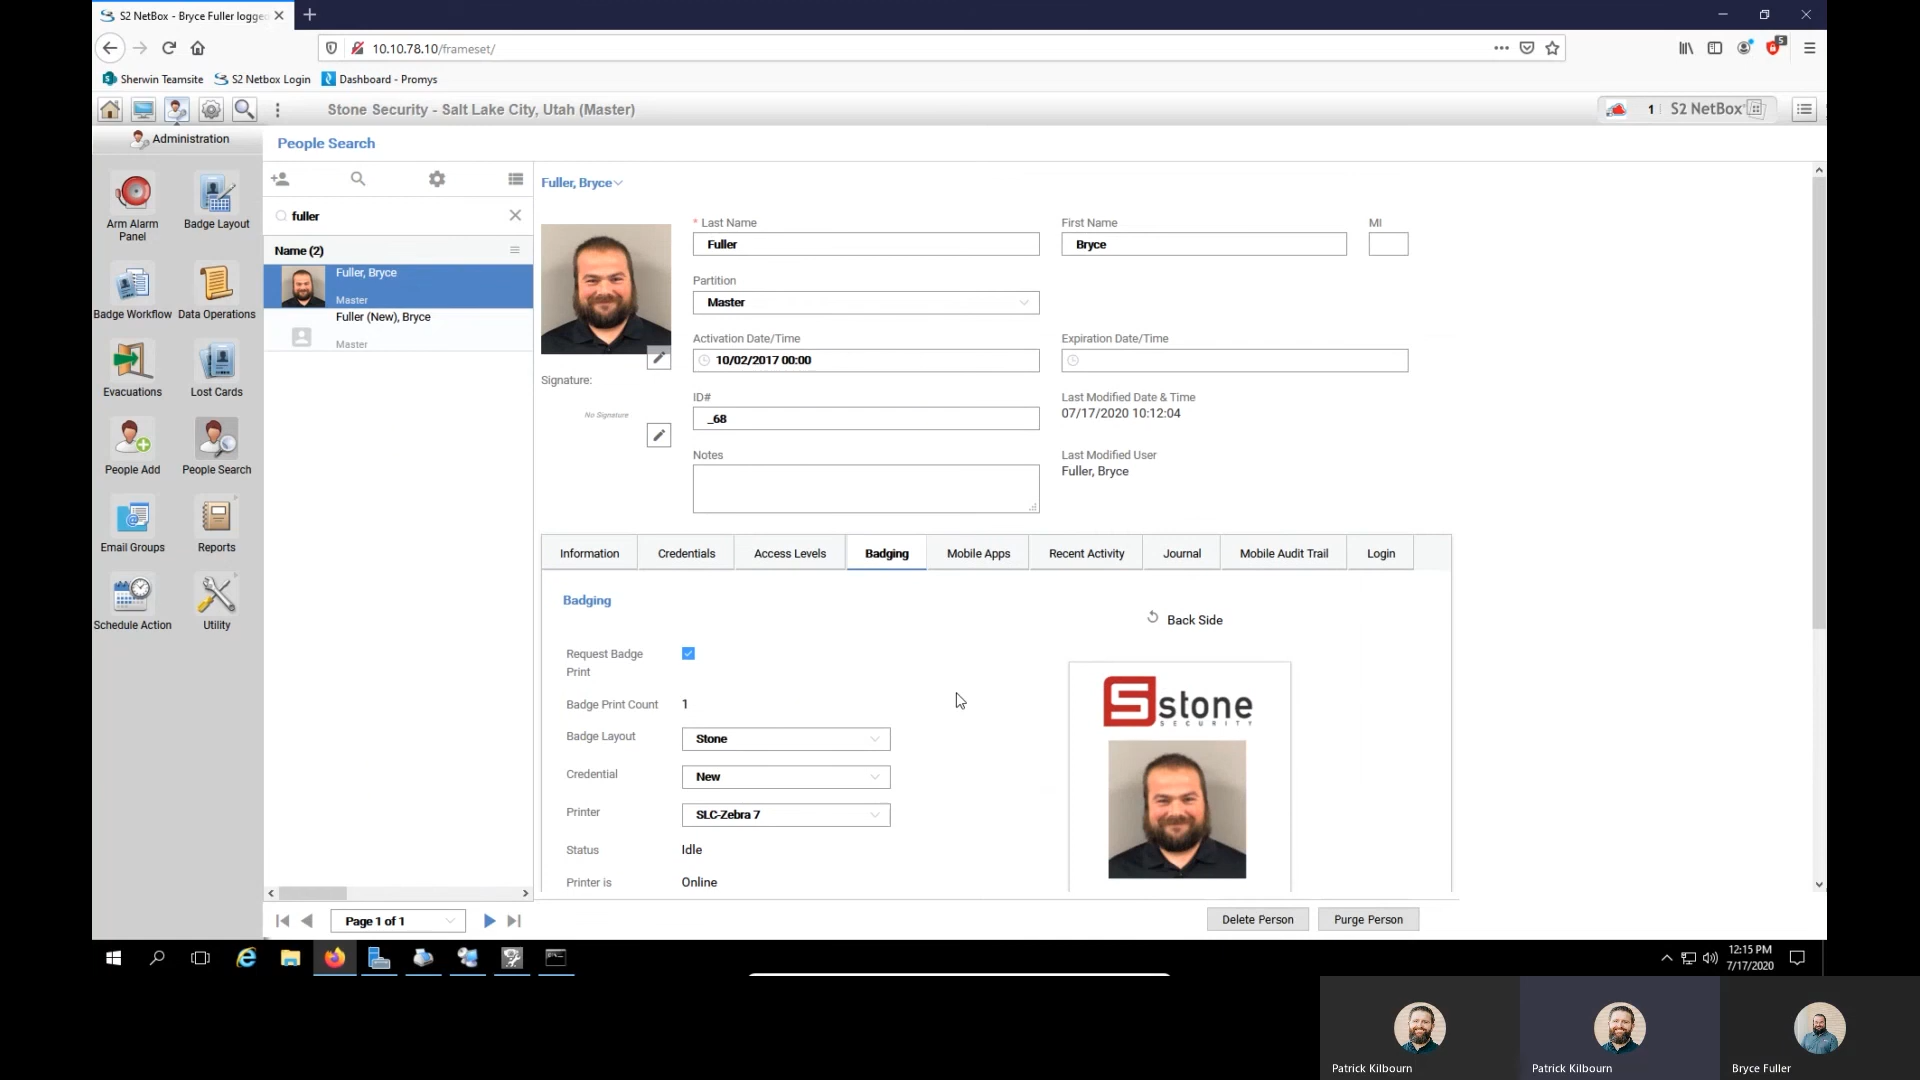 S2 NetBox - Bryce Fuller logge
10.10.78.10/frameset/
5
Sherwin Teamsite
S2 Netbox Login
Dashboard - Promys
Stone Security - Salt Lake City, Utah (Master)
1
S2 NetBox
Administration
People Search
Arm Alarm Panel
Badge Layout
Badge Workflow
Data Operations
Evacuations
Lost Cards
People Add
People Search
Email Groups
Reports
Schedule Action
Utility
fuller
Name (2)
Fuller, Bryce
Master
Fuller (New), Bryce
Master
Page 1 of 1
Fuller, Bryce
Signature:
No Signature
* Last Name
Fuller
First Name
Bryce
MI
Partition
Master
Activation Date/Time
10/02/2017 00:00
Expiration Date/Time
ID#
_68
Last Modified Date & Time
07/17/2020 10:12:04
Notes
Last Modified User
Fuller, Bryce
Information
Credentials
Access Levels
Badging
Mobile Apps
Recent Activity
Journal
Mobile Audit Trail
Login
Badging
Back Side
Request Badge Print
Badge Print Count
1
Badge Layout
Stone
Credential
New
Printer
SLC-Zebra 7
Status
Idle
Printer is
Online
S stone
SECURITY
Delete Person
Purge Person
12:15 PM
7/17/2020
Patrick Kilbourn
Patrick Kilbourn
Bryce Fuller